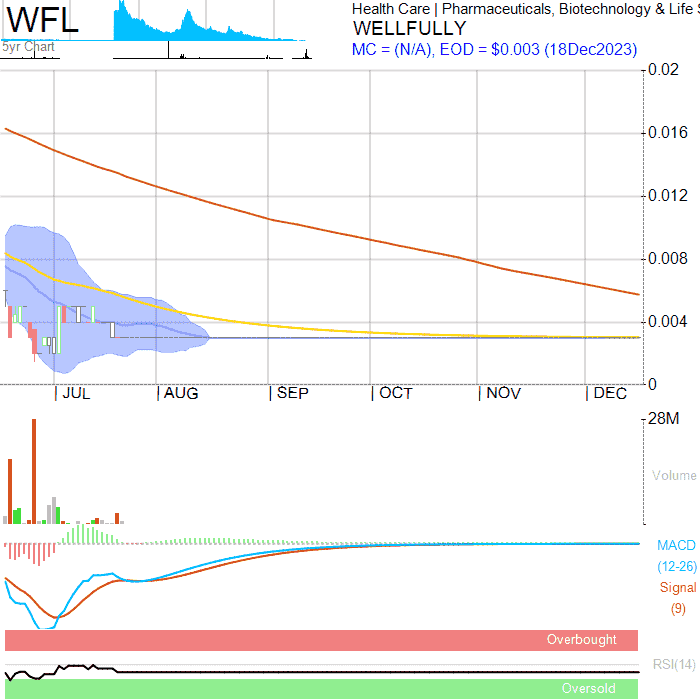 WFL
5yr Chart
Health Care | Pharmaceuticals, Biotechnology & Life S
WELLFULLY
MC = (N/A), EOD = $0.003 (18Dec2023)
0.02
0.016
0.012
0.008
0.004
0
JUL AUG SEP OCT NOV DEC
28M
Volume
MACD
(12-26)
Signal
(9)
Overbought
RSI(14)
Oversold